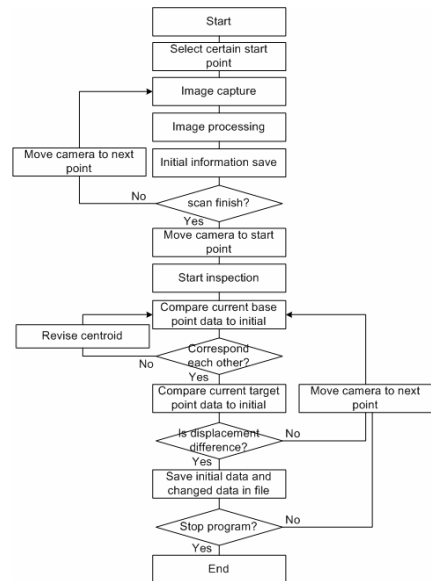 Start
Select certain start
point
Image capture
Image processing
Move camera to next
point
Initial information save
No
scan finish?
Yes
Move camera to start
point
Start inspection
Compare current base
point data to initial
Revise centroid
Correspond
each other?
No
Yes
Compare current target
point data to initial
Move camera to next
point
Is displacement
difference?
No
Yes
Save initial data and
changed data in file
Stop program?
No
Yes
End